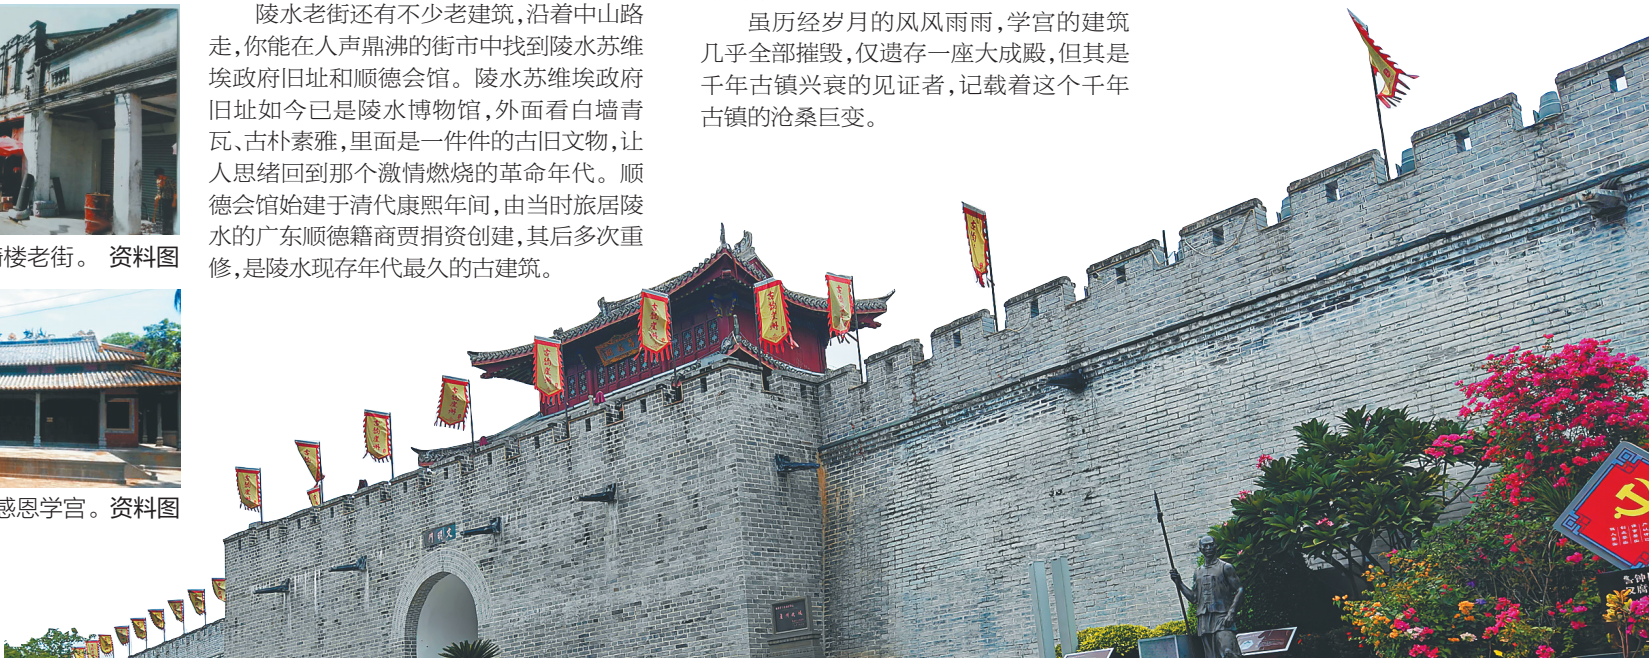 陵水老街还有不少老建筑，沿着中山路
走，你能在人声鼎沸的街市中找到陵水苏维
埃政府旧址和顺德会馆。陵水苏维埃政府
旧址如今已是陵水博物馆，外面看白墙青
瓦、古朴素雅，里面是一件件的古旧文物，让
人思绪回到那个激情燃烧的革命年代。顺
德会馆始建于清代康熙年间，由当时旅居陵
水的广东顺德籍商贾捐资创建，其后多次重
修，是陵水现存年代最久的古建筑。
虽历经岁月的风风雨雨，学宫的建筑
几乎全部摧毁，仅遗存一座大成殿，但其是
千年古镇兴衰的见证者，记载着这个千年
古镇的沧桑巨变。
楼老街。 资料图
感恩学宫。资料图
文明门